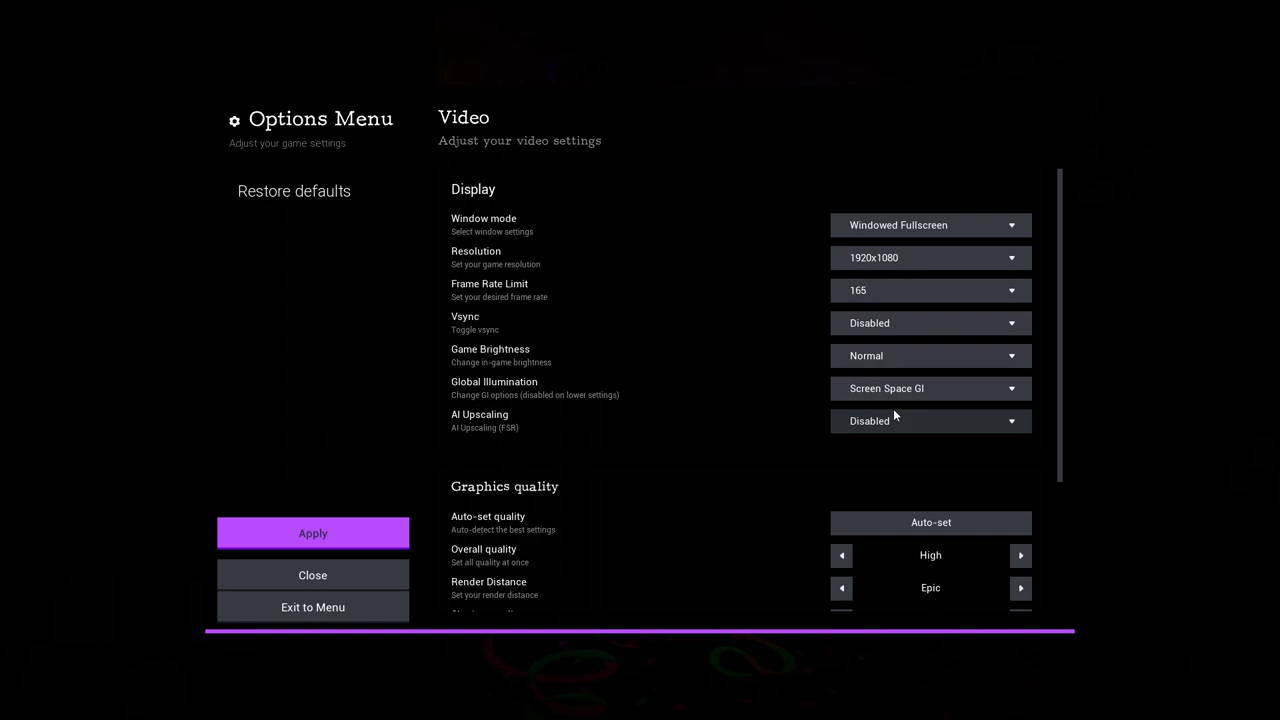 Options Menu
Adjust your game settings
Restore defaults
Video
Adjust your video settings
Display
Window mode
Select window settings
Windowed Fullscreen
Resolution
Set your game resolution
1920x1080
Frame Rate Limit
Set your desired frame rate
165
Vsync
Toggle vsync
Disabled
Game Brightness
Change in-game brightness
Normal
Global Illumination
Change GI options (disabled on lower settings)
Screen Space GI
AI Upscaling
AI Upscaling (FSR)
Disabled
Graphics quality
Auto-set quality
Auto-detect the best settings
Auto-set
Overall quality
Set all quality at once
High
Render Distance
Set your render distance
Epic
Apply
Close
Exit to Menu